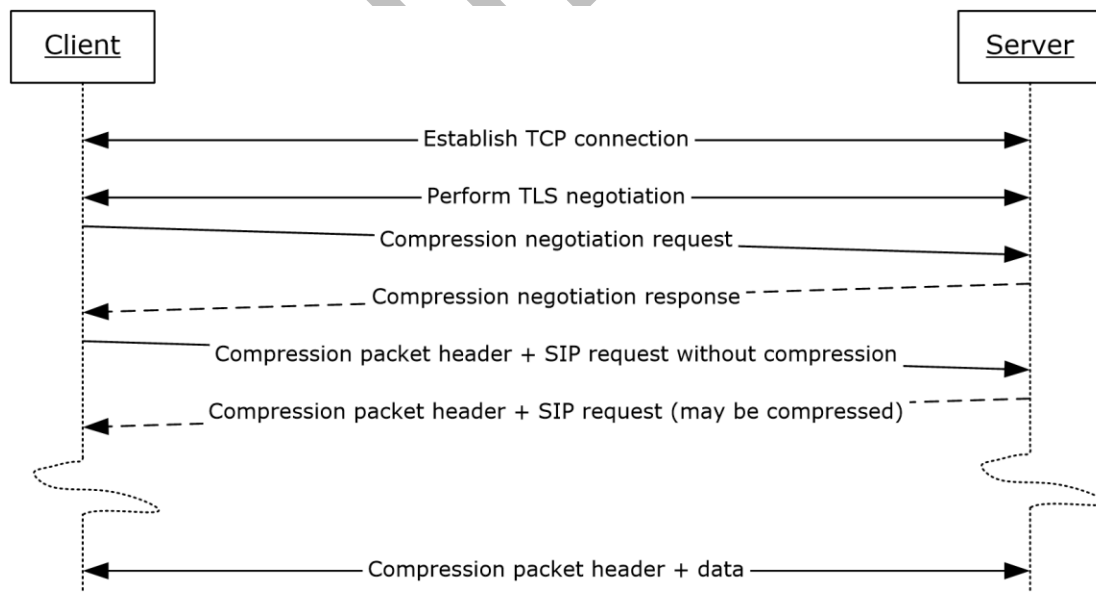 Client
Server
Establish TCP connection
Perform TLS negotiation
Compression negotiation request
Compression negotiation response
Compression packet header + SIP request without compression
Compression packet header + SIP request (may be compressed)
Compression packet header + data